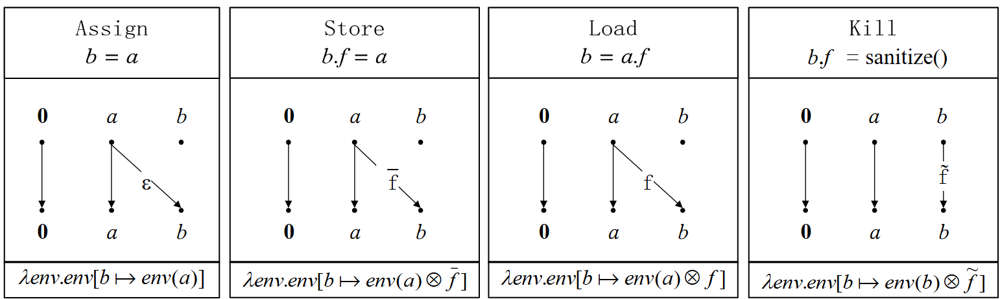 Assign
b = a
0 a b
ε
0 a b
λenv.env[b ↦ env(a)]
Store
b.f = a
0 a b
f̄
0 a b
λenv.env[b ↦ env(a) ⊗ f̄]
Load
b = a.f
0 a b
f
0 a b
λenv.env[b ↦ env(a) ⊗ f]
Kill
b.f = sanitize()
0 a b
f̃
0 a b
λenv.env[b ↦ env(b) ⊗ f̃]